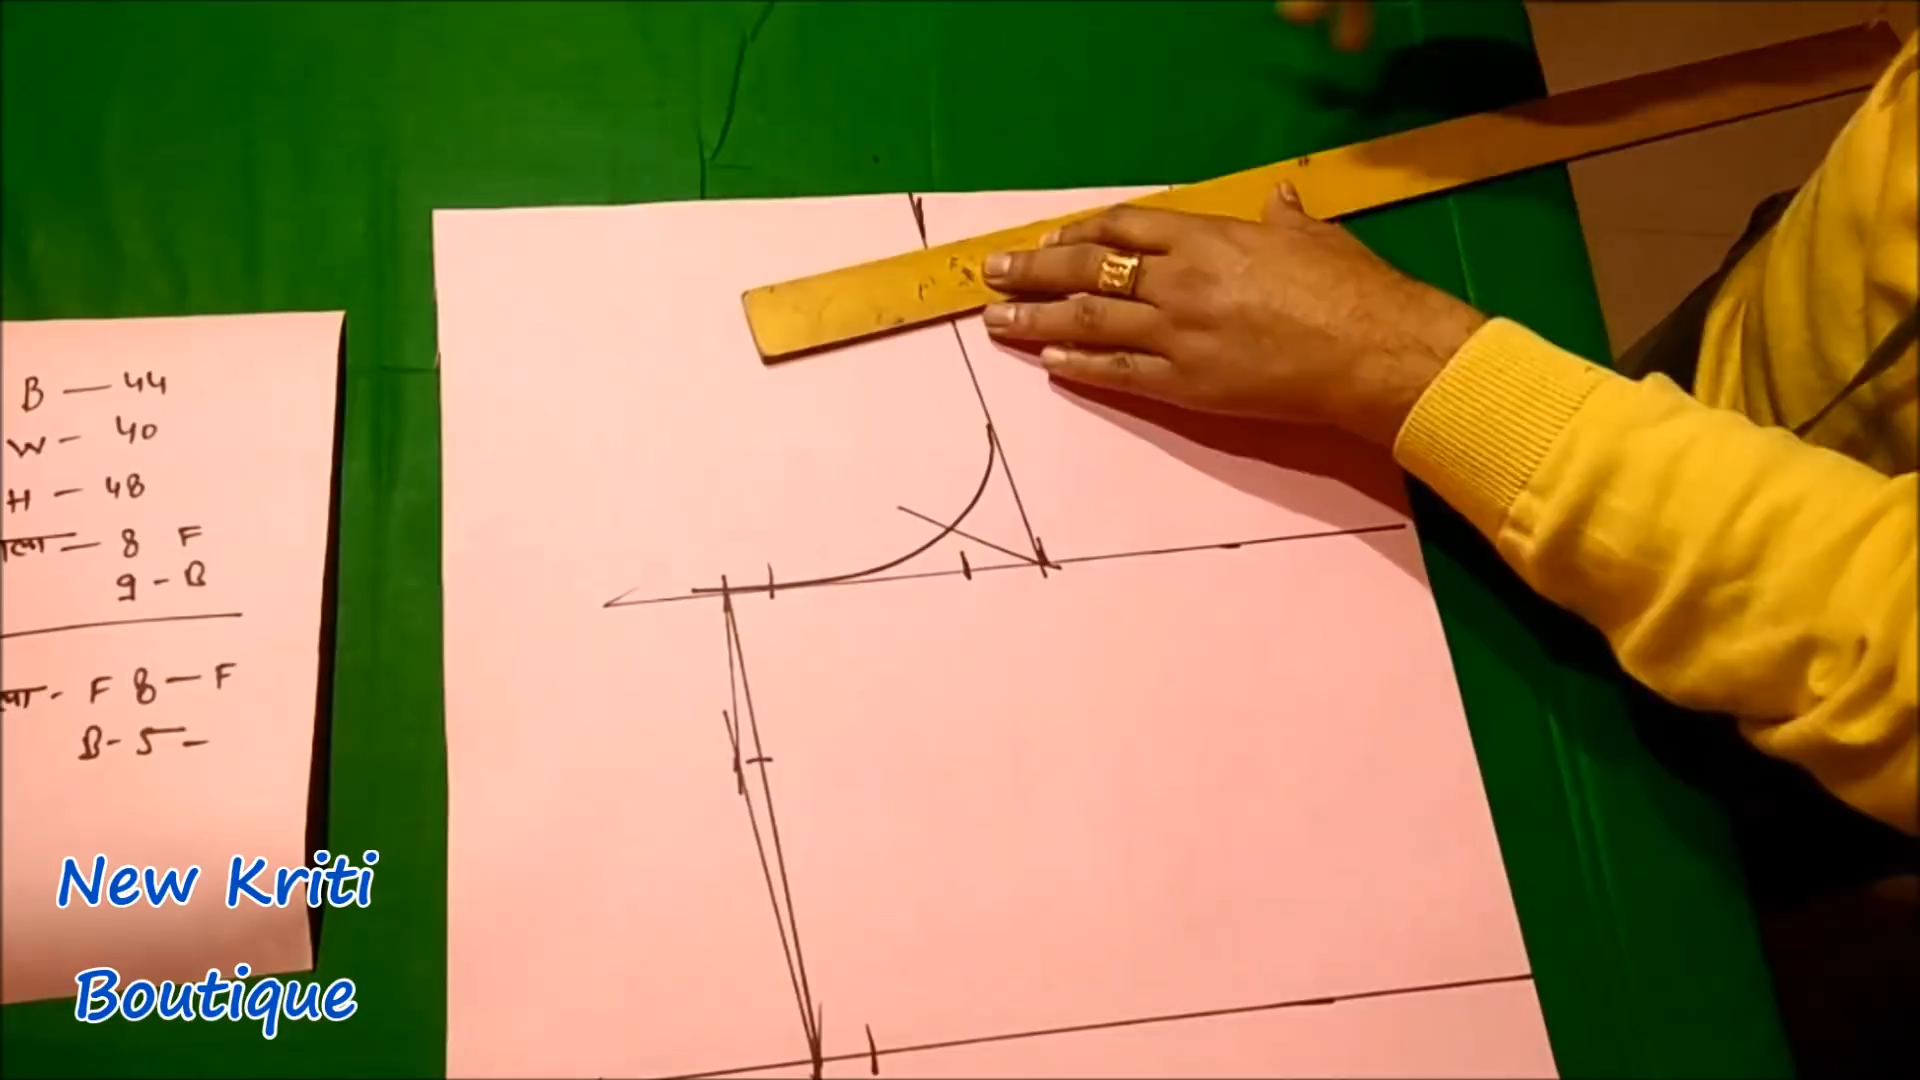 B — 44
W - 40
H - 48
— 8 F
9 - B
F 8 — F
B - 5 -
New Kriti
Boutique